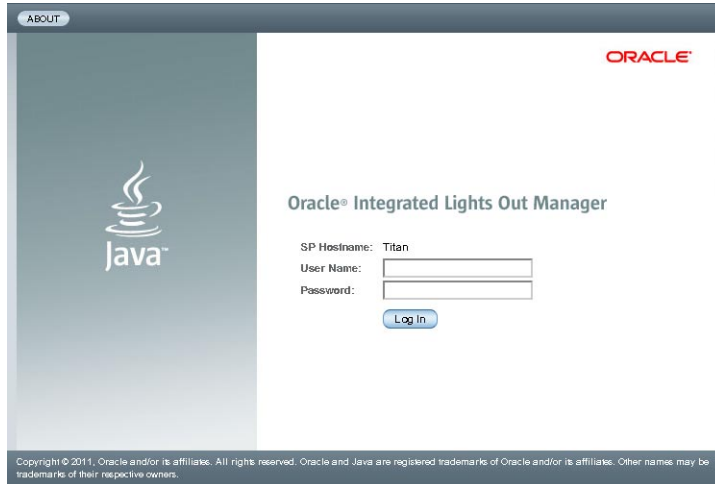 ABOUT
ORACLE®
Java™
Oracle® Integrated Lights Out Manager
SP Hostname: Titan
User Name:
Password:
Log In
Copyright © 2011, Oracle and/or its affiliates. All rights reserved. Oracle and Java are registered trademarks of Oracle and/or its affiliates. Other names may be
trademarks of their respective owners.